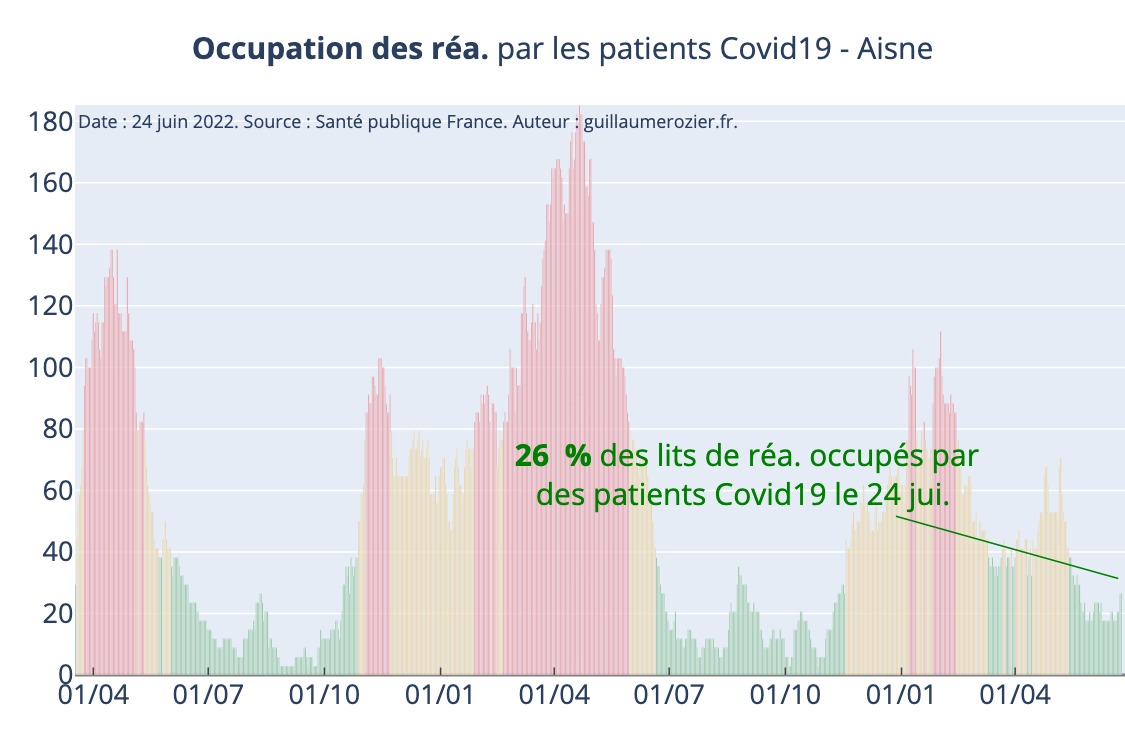 Occupation des réa. par les patients Covid19 - Aisne
180
Date : 24 juin 2022. Source : Santé publique France. Auteur : guillaumerozier.fr.
160
140
120
100
80
26 % des lits de réa. occupés par
des patients Covid19 le 24 jui.
60
40
20
0
01/04 01/07 01/10 01/01 01/04 01/07 01/10 01/01 01/04